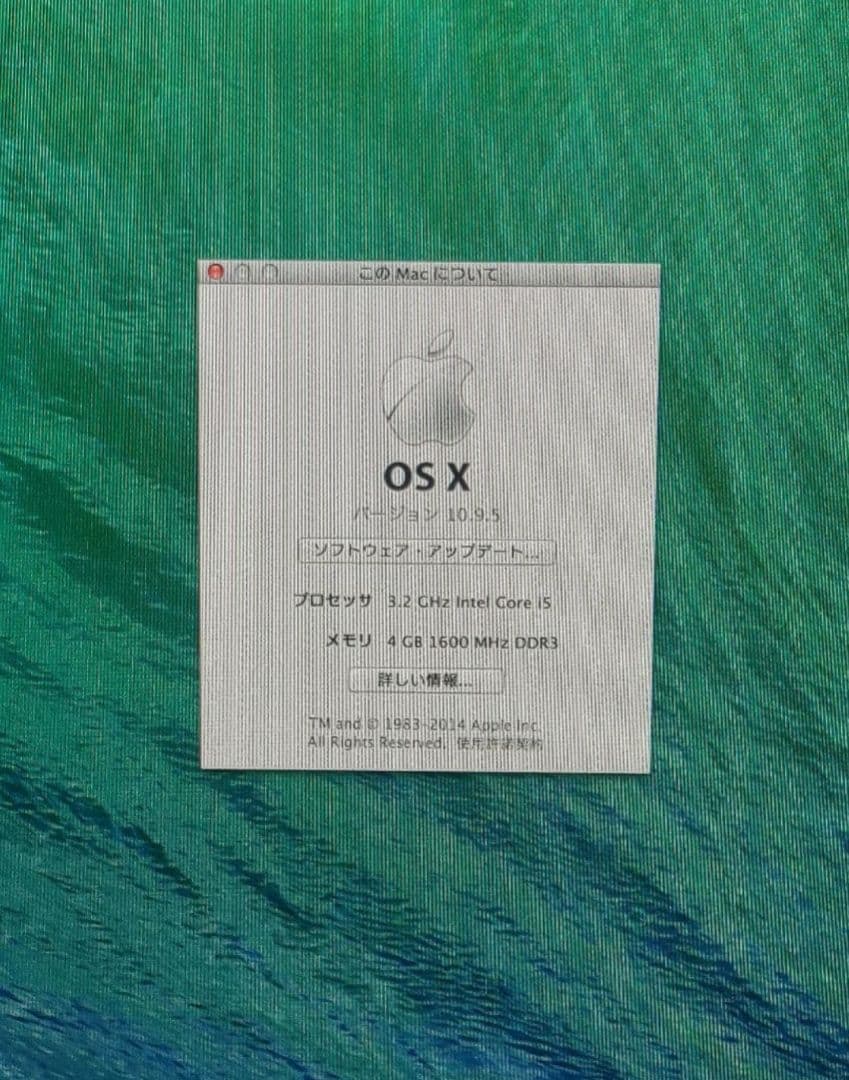 この Mac について
OS X
バージョン 10.9.5
ソフトウェア・アップデート...
プロセッサ 3.2 GHz Intel Core i5
メモリ 4 GB 1600 MHz DDR3
詳しい情報...
TM and © 1983-2014 Apple Inc.
All Rights Reserved. 使用許諾契約